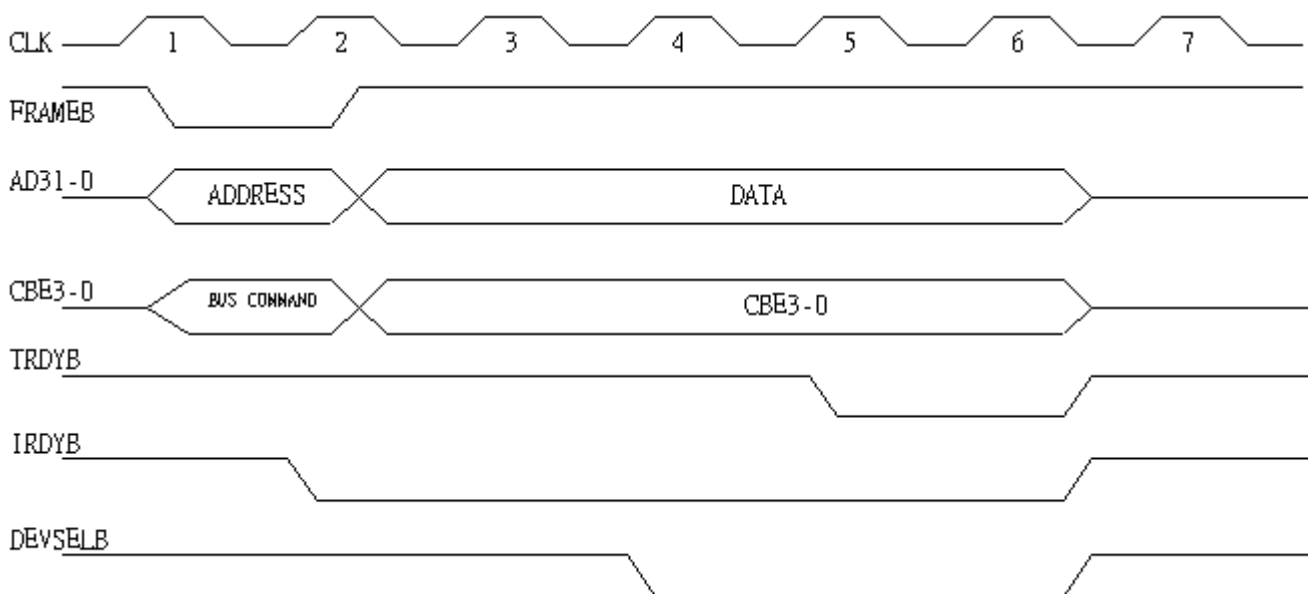 CLK 1 2 3 4 5 6 7
FRAMEB
AD31-0 ADDRESS DATA
CBE3-0 BUS COMMAND CBE3-0
TRDYB
IRDYB
DEVSELB